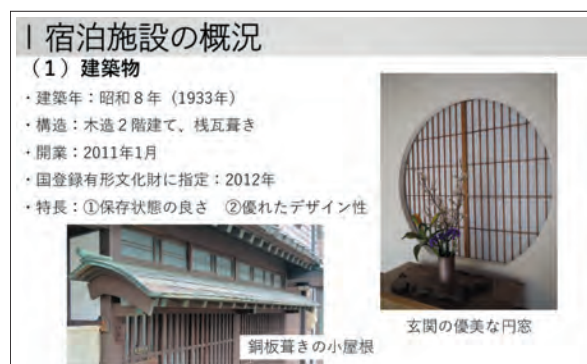 Ⅰ 宿泊施設の概況
（1）建築物
・建築年：昭和８年（1933年）
・構造：木造２階建て、桟瓦葺き
・開業：2011年1月
・国登録有形文化財に指定：2012年
・特長：①保存状態の良さ ②優れたデザイン性
銅板葺きの小屋根
玄関の優美な円窓